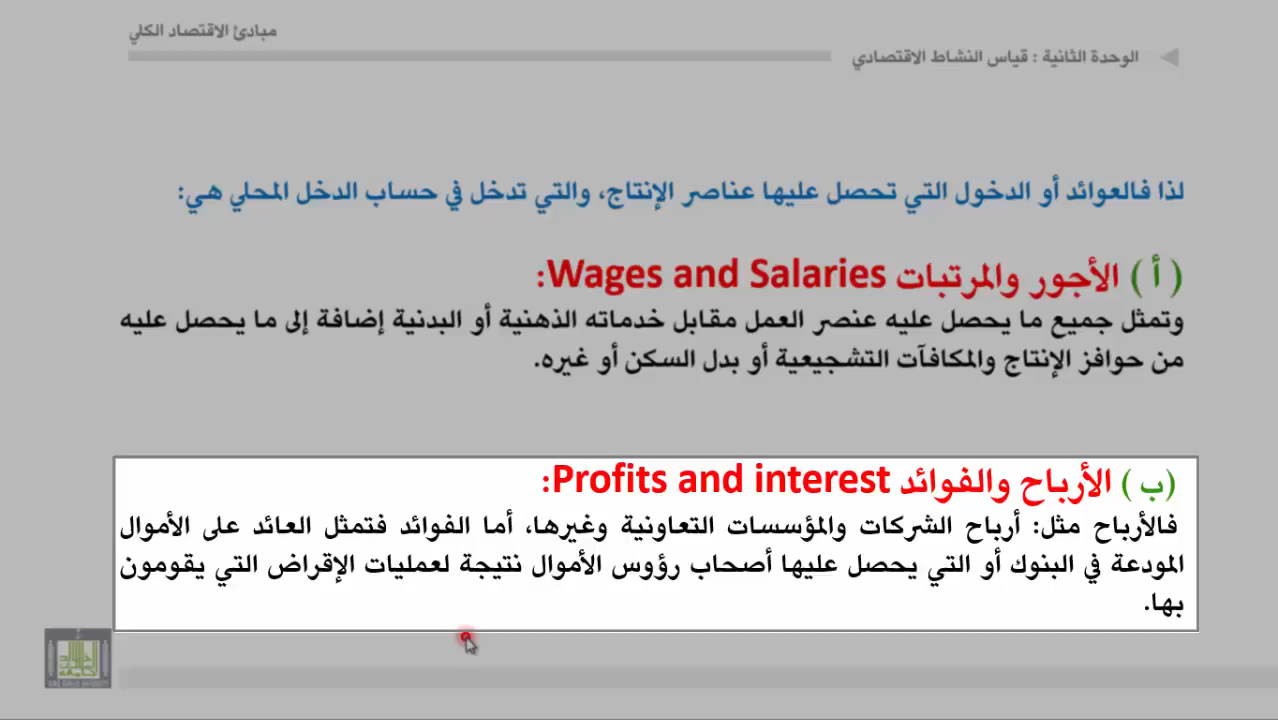 مبادئ الاقتصاد الكلي
الوحدة الثانية : قياس النشاط الاقتصادي
لذا فالعوائد أو الدخول التي تحصل عليها عناصر الإنتاج، والتي تدخل في حساب الدخل المحلي هي:
( أ ) الأجور والمرتبات Wages and Salaries:
وتمثل جميع ما يحصل عليه عنصر العمل مقابل خدماته الذهنية أو البدنية إضافة إلى ما يحصل عليه
من حوافز الإنتاج والمكافآت التشجيعية أو بدل السكن أو غيره.
(ب ) الأرباح والفوائد Profits and interest:
فالأرباح مثل: أرباح الشركات والمؤسسات التعاونية وغيرها، أما الفوائد فتمثل العائد على الأموال
المودعة في البنوك أو التي يحصل عليها أصحاب رؤوس الأموال نتيجة لعمليات الإقراض التي يقومون
بها.